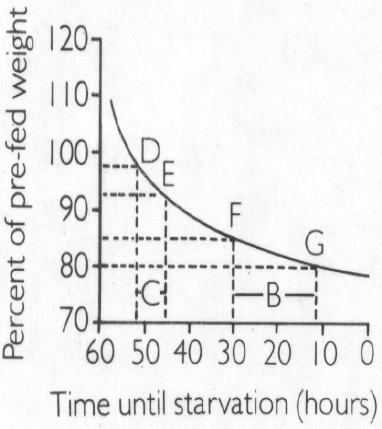 Percent of pre-fed weight
120
110
100
90
80
70
D
E
F
G
C
B
60 50 40 30 20 10 0
Time until starvation (hours)